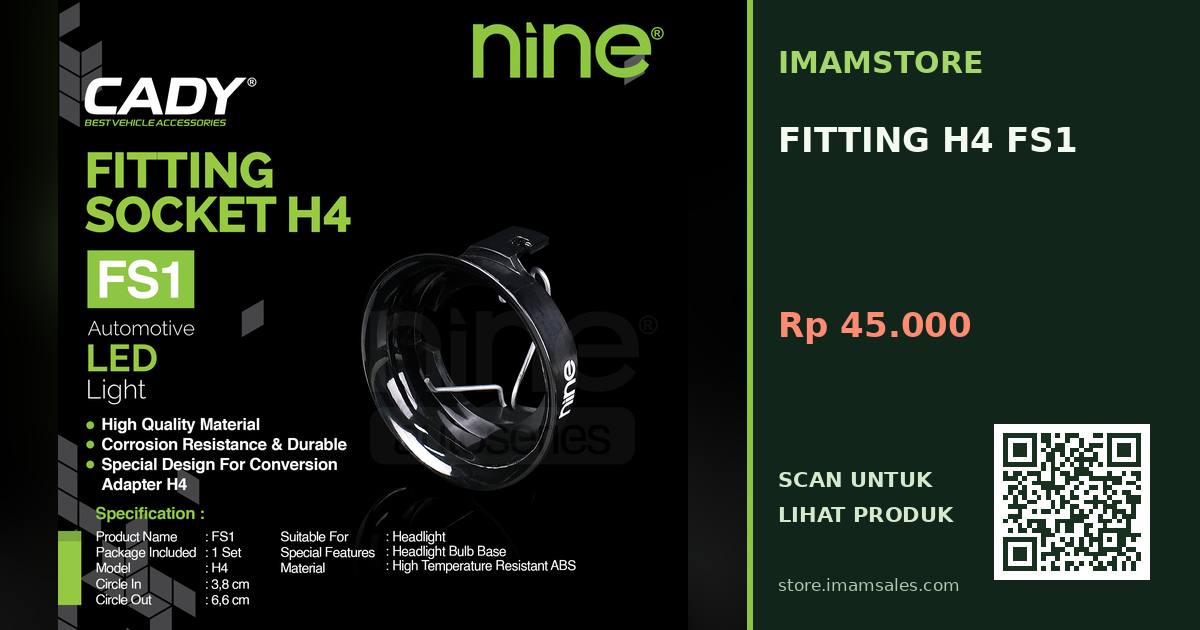 nine®
CADY®
BEST VEHICLE ACCESSORIES
FITTING
SOCKET H4
FS1
Automotive
LED
Light
High Quality Material
Corrosion Resistance & Durable
Special Design For Conversion
Adapter H4
Specification :
Product Name : FS1
Package Included : 1 Set
Model : H4
Circle In : 3,8 cm
Circle Out : 6,6 cm
Suitable For : Headlight
Special Features : Headlight Bulb Base
Material : High Temperature Resistant ABS
nine
nine®
autoseries
IMAMSTORE
FITTING H4 FS1
Rp 45.000
SCAN UNTUK
LIHAT PRODUK
store.imamsales.com